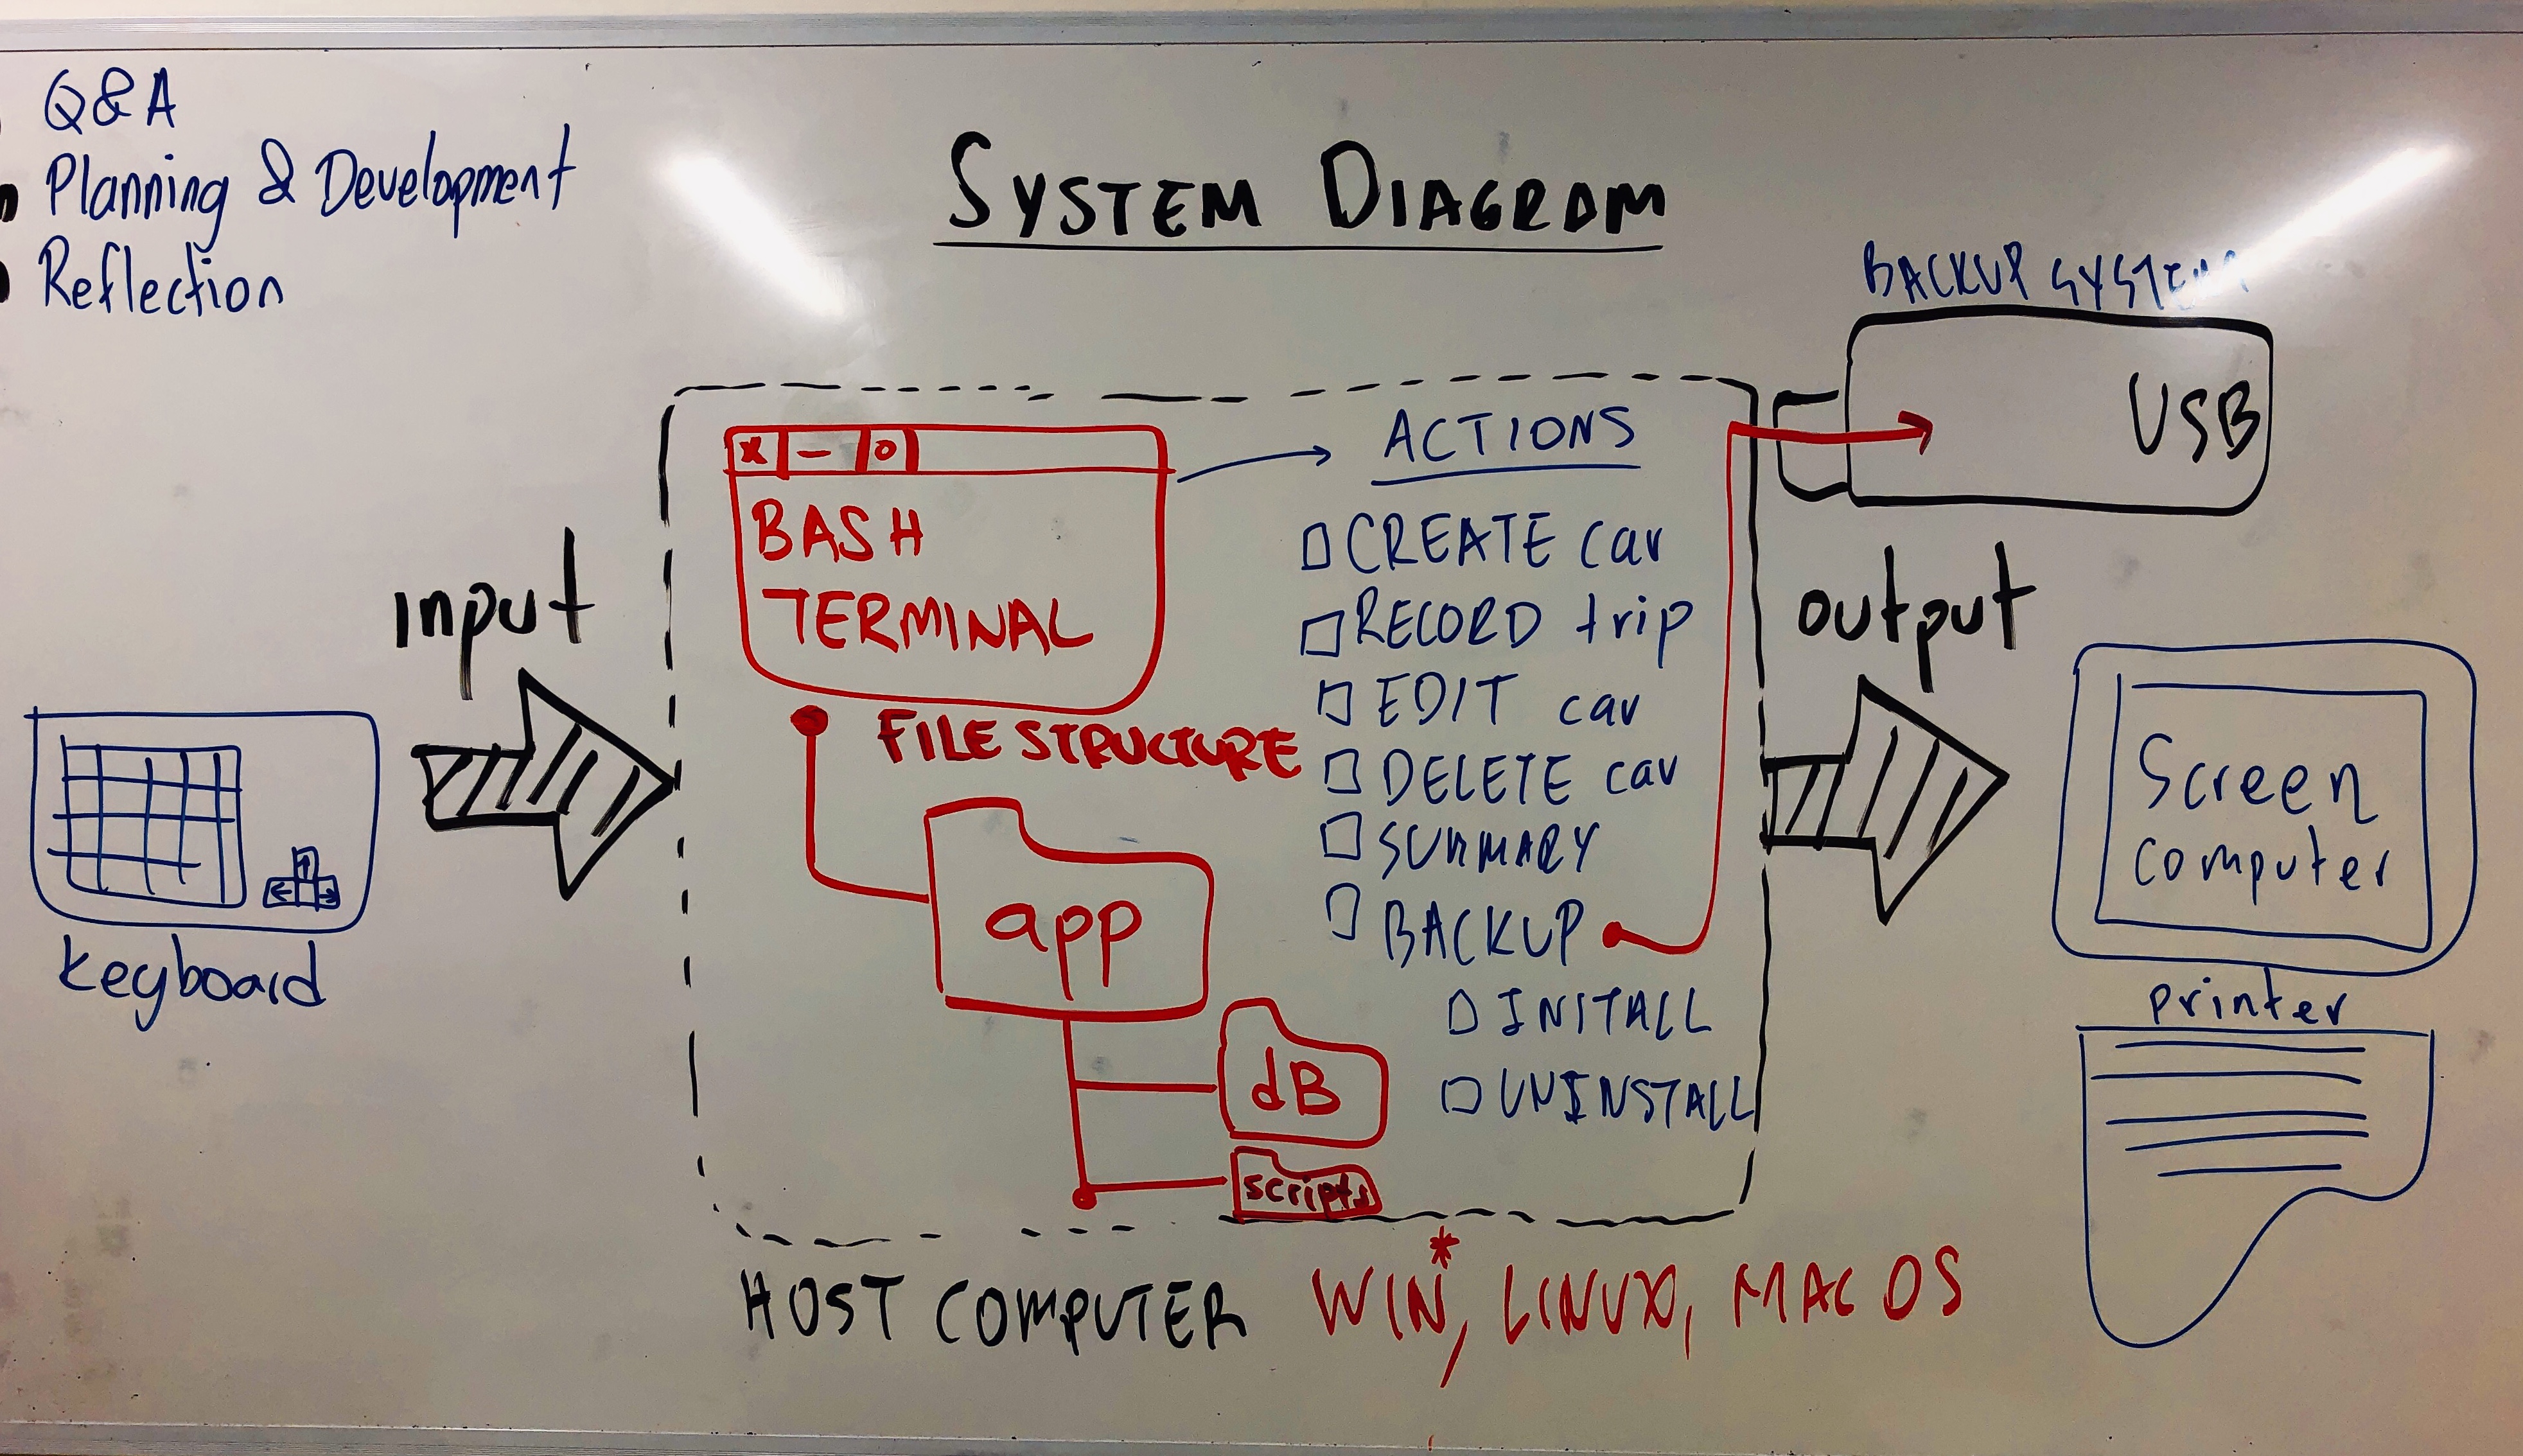 Q&A
Planning & Development
Reflection
SYSTEM DIAGRAM
BACKUP SYSTEM
USB
x - o
BASH
TERMINAL
ACTIONS
CREATE car
RECORD trip
EDIT car
DELETE car
SUMMARY
BACKUP
INSTALL
UNINSTALL
input
keyboard
FILE STRUCTURE
app
dB
scripts
output
Screen
computer
printer
HOST COMPUTER WIN*, LINUX, MAC OS